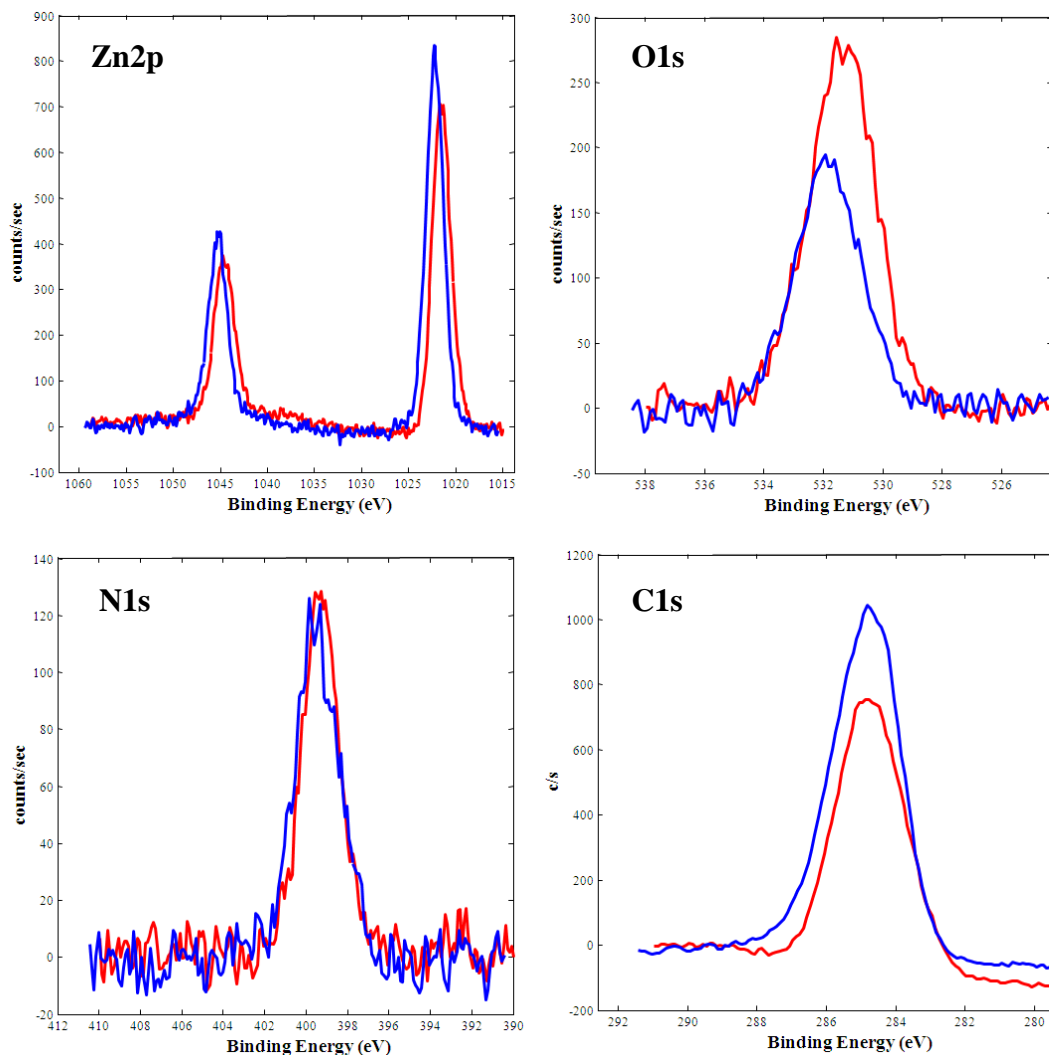 Zn2p
900
800
700
600
500
400
300
200
100
0
-100
counts/sec
1060 1055 1050 1045 1040 1035 1030 1025 1020 1015
Binding Energy (eV)
O1s
300
250
200
150
100
50
0
-50
counts/sec
538 536 534 532 530 528 526
Binding Energy (eV)
N1s
140
120
100
80
60
40
20
0
-20
counts/sec
412 410 408 406 404 402 400 398 396 394 392 390
Binding Energy (eV)
C1s
1200
1000
800
600
400
200
0
-200
c/s
292 290 288 286 284 282 280
Binding Energy (eV)